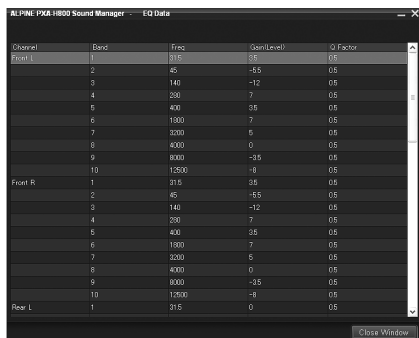 ALPINE PXA-H800 Sound Manager - EQ Data
Channel Band Freq Gain(Level) Q Factor
Front L 1 31.5 3.5 0.5
2 45 -5.5 0.5
3 140 -12 0.5
4 280 7 0.5
5 400 3.5 0.5
6 1800 7 0.5
7 3200 5 0.5
8 4000 0 0.5
9 8000 -3.5 0.5
10 12500 -8 0.5
Front R 1 31.5 3.5 0.5
2 45 -5.5 0.5
3 140 -12 0.5
4 280 7 0.5
5 400 3.5 0.5
6 1800 7 0.5
7 3200 5 0.5
8 4000 0 0.5
9 8000 -3.5 0.5
10 12500 -8 0.5
Rear L 1 31.5 0 0.5
Close Window